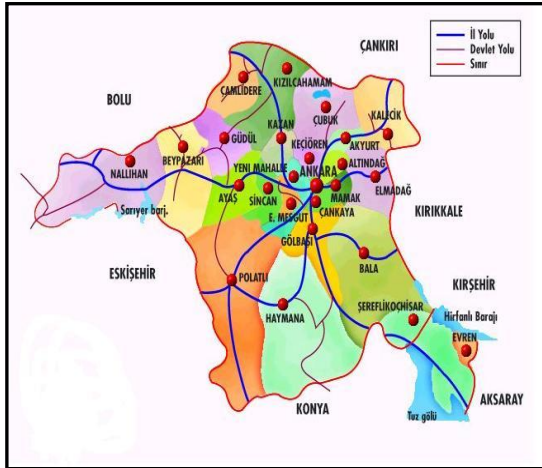 İl Yolu
Devlet Yolu
Sınır
ÇANKIRI
BOLU
KIZILCAHAMAM
ÇAMLIDERE
ÇUBUK
KALECİK
KAZAN
GÜDÜL
KEÇİÖREN
AKYURT
BEYPAZARI
NALLIHAN
YENİ MAHALLE
ANKARA
ALTINDAĞ
AYAŞ
SİNCAN
MAMAK
ELMADAĞ
Sarıyer barj.
E. MESGUT
ÇANKAYA
KIRIKKALE
GÖLBAŞI
ESKİŞEHİR
BALA
POLATLI
KIRŞEHİR
HAYMANA
ŞEREFLİKOÇHİSAR
Hirfanlı Barajı
EVREN
KONYA
AKSARAY
Tuz gölü